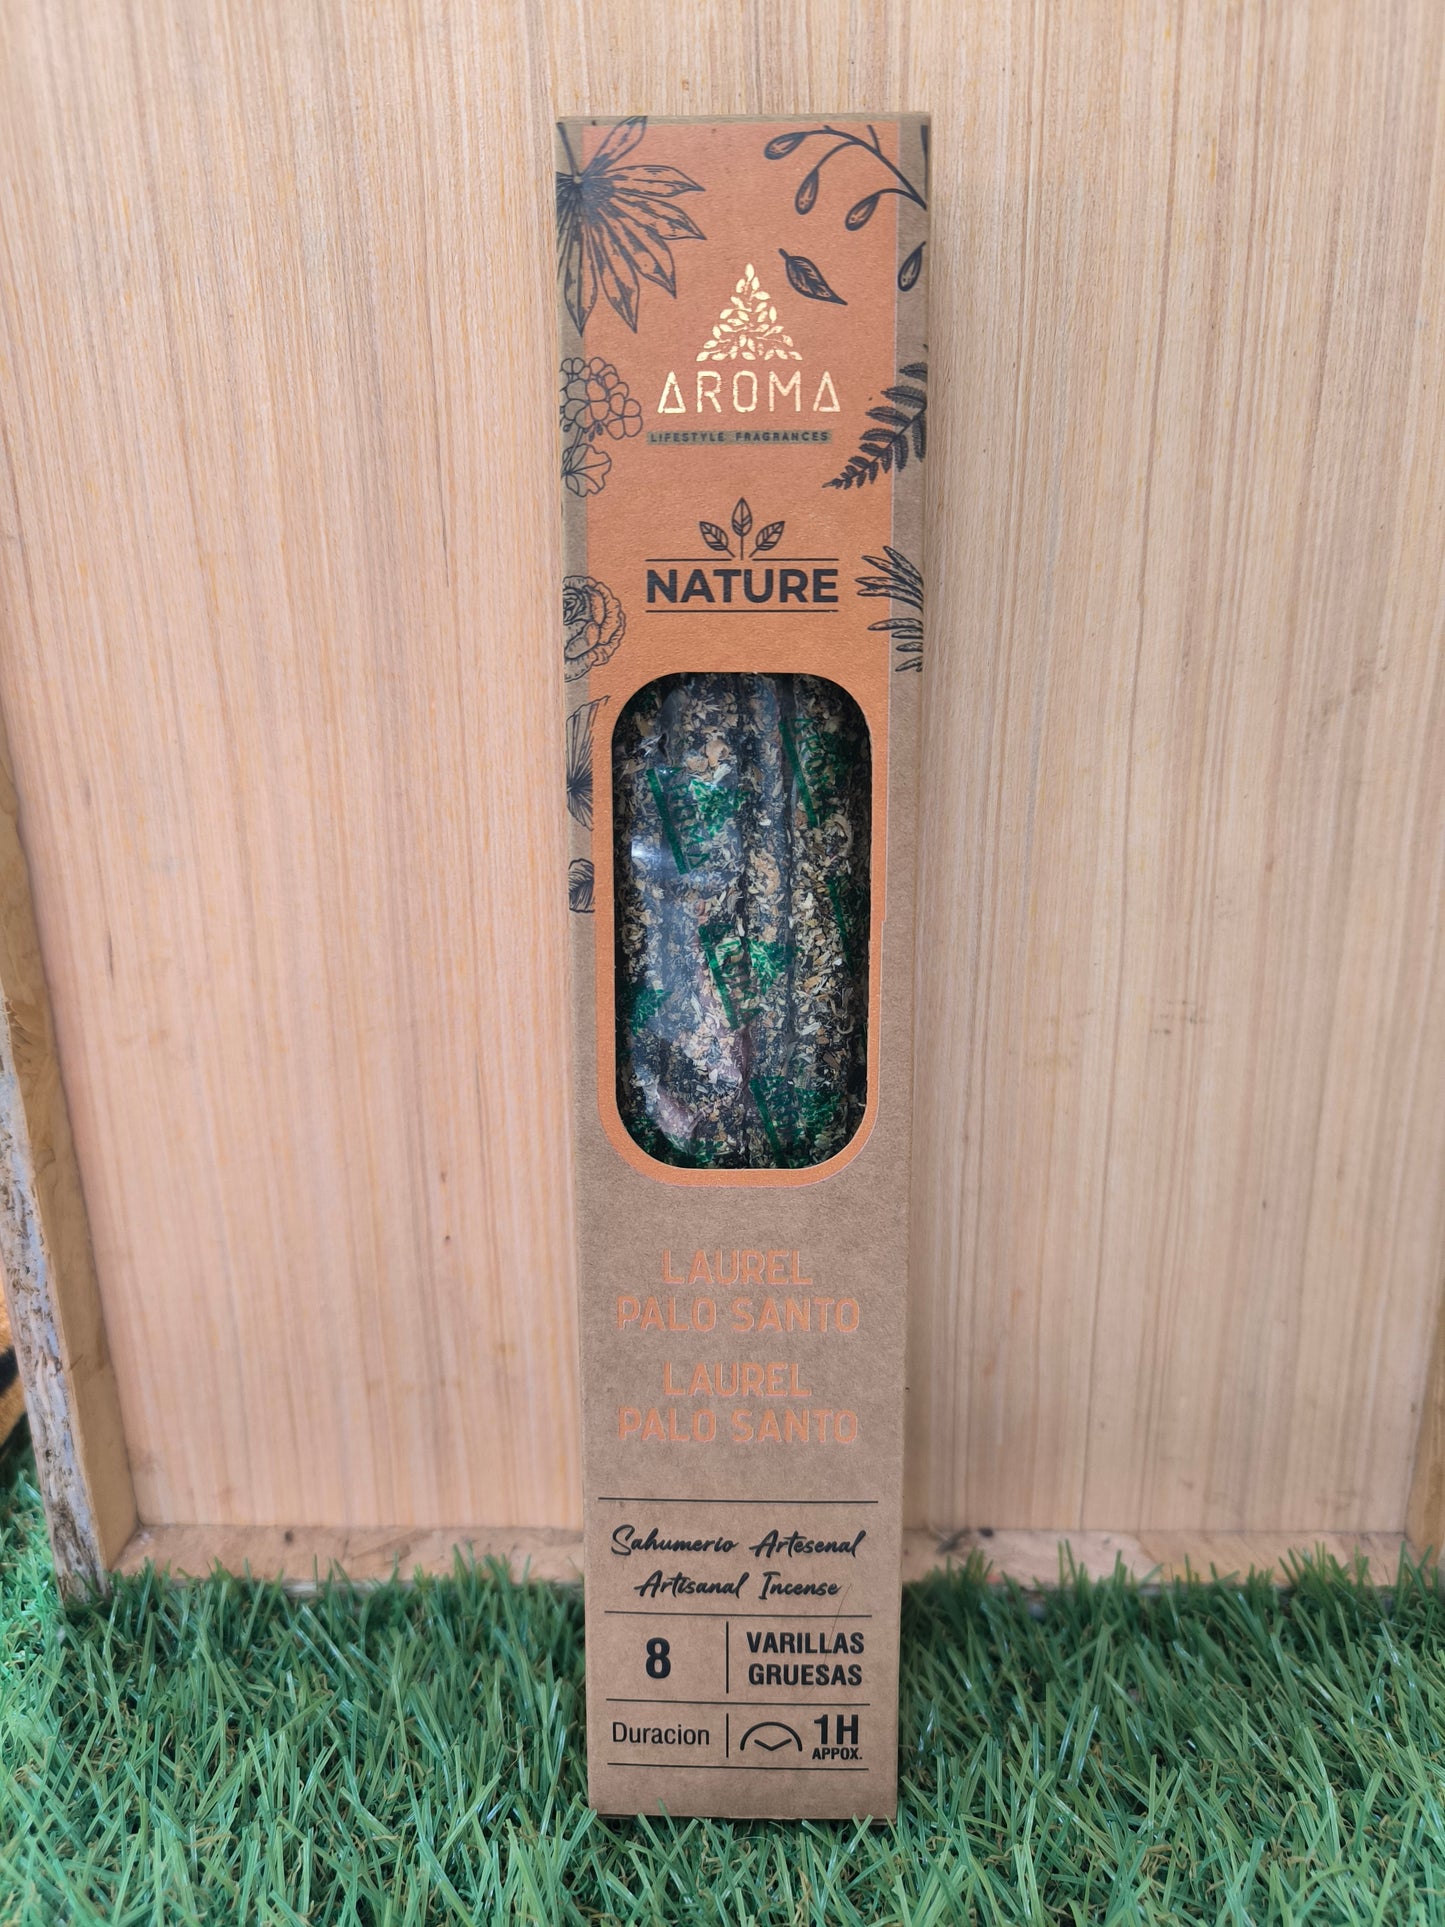 AROMA
LIFESTYLE FRAGRANCES
NATURE
LAUREL
PALO SANTO
LAUREL
PALO SANTO
Sahumerio Artesenal
Artisanal Incense
8
VARILLAS
GRUESAS
Duracion
1H
APPOX.